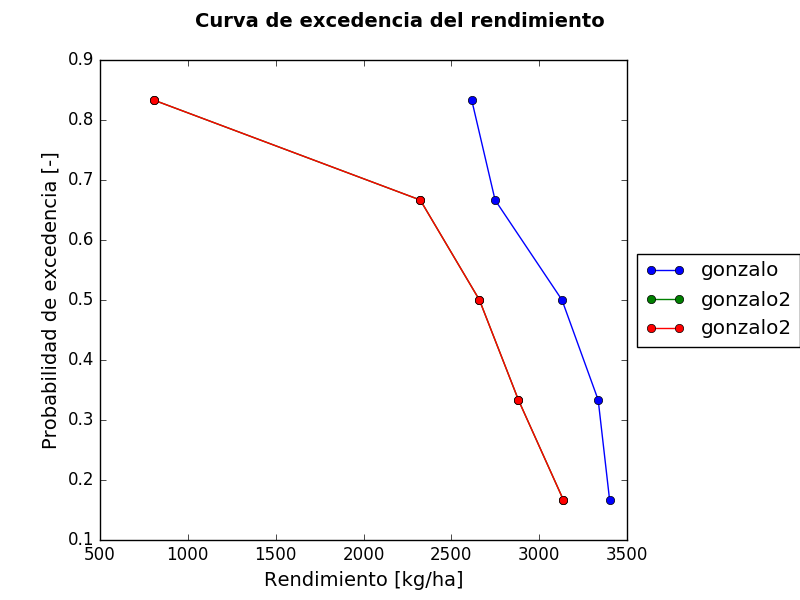 Curva de excedencia del rendimiento
Probabilidad de excedencia [-]
0.9
0.8
0.7
0.6
0.5
0.4
0.3
0.2
0.1
500 1000 1500 2000 2500 3000 3500
Rendimiento [kg/ha]
gonzalo
gonzalo2
gonzalo2